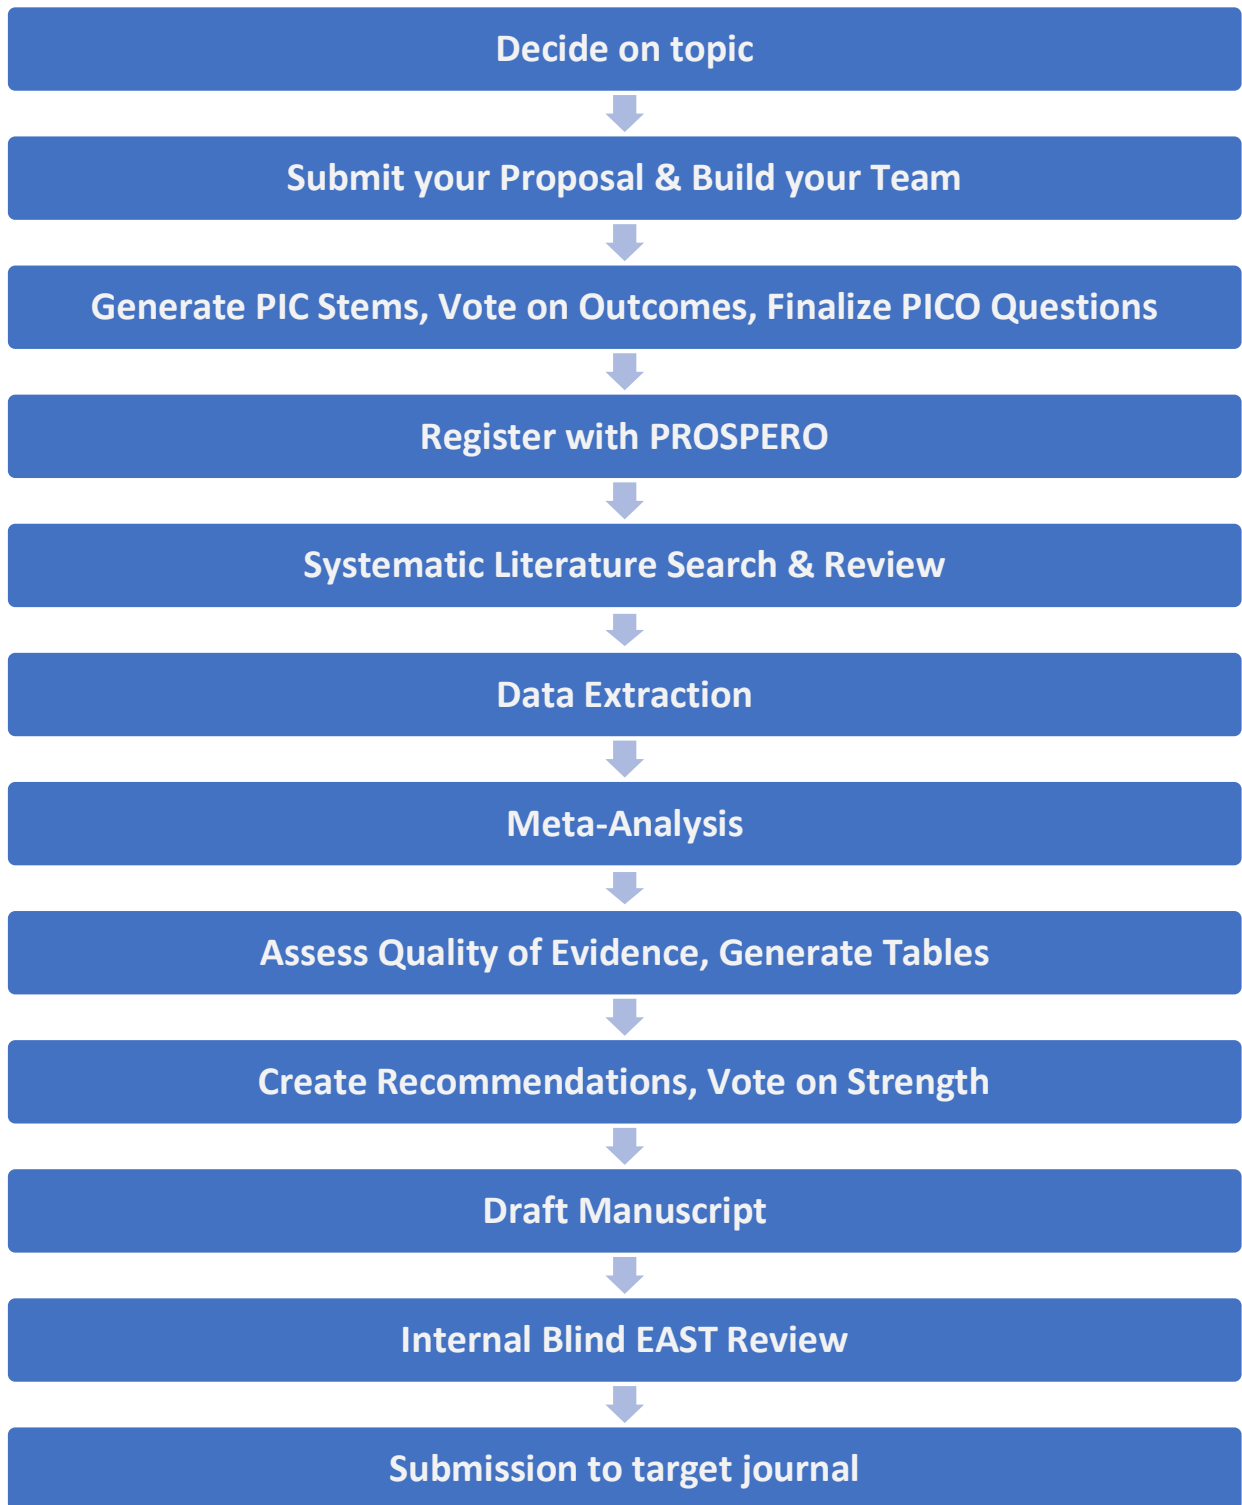 Decide on topic
Submit your Proposal & Build your Team
Generate PIC Stems, Vote on Outcomes, Finalize PICO Questions
Register with PROSPERO
Systematic Literature Search & Review
Data Extraction
Meta-Analysis
Assess Quality of Evidence, Generate Tables
Create Recommendations, Vote on Strength
Draft Manuscript
Internal Blind EAST Review
Submission to target journal